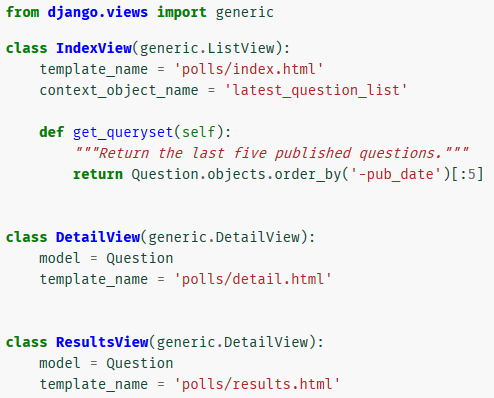 from django.views import generic
class IndexView(generic.ListView):
    template_name = 'polls/index.html'
    context_object_name = 'latest_question_list'
    def get_queryset(self):
        """Return the last five published questions."""
        return Question.objects.order_by('-pub_date')[:5]
class DetailView(generic.DetailView):
    model = Question
    template_name = 'polls/detail.html'
class ResultsView(generic.DetailView):
    model = Question
    template_name = 'polls/results.html'